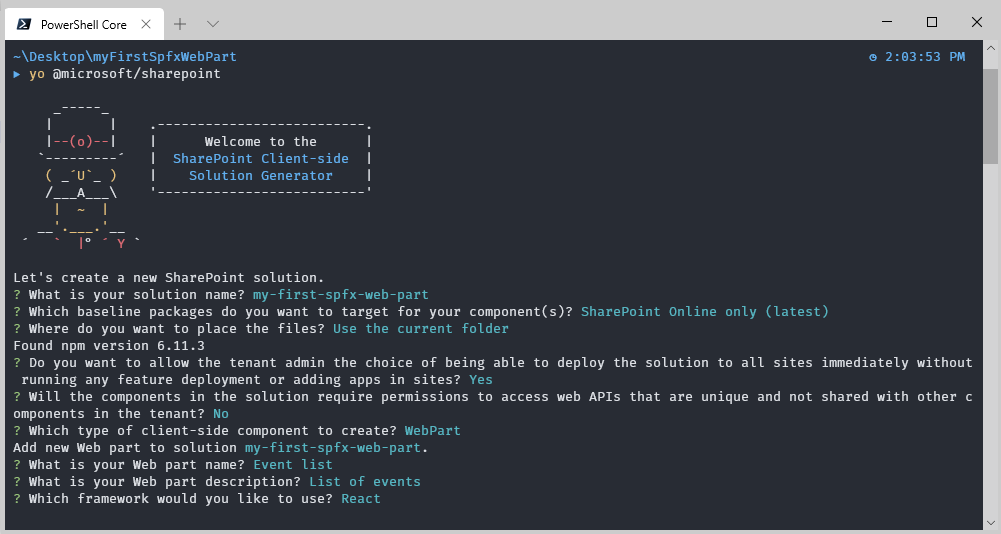 PowerShell Core
~\Desktop\myFirstSpfxWebPart 2:03:53 PM
yo @microsoft/sharepoint
     _-----_
    |       |    .--------------------------.
    |--(o)--|    |      Welcome to the      |
   `---------´   |  SharePoint Client-side  |
    ( _´U`_ )    |    Solution Generator    |
    /___A___\    '--------------------------'
     |  ~  |
   __'.___.'__
 ´   `  |° ´ Y `
Let's create a new SharePoint solution.
? What is your solution name? my-first-spfx-web-part
? Which baseline packages do you want to target for your component(s)? SharePoint Online only (latest)
? Where do you want to place the files? Use the current folder
Found npm version 6.11.3
? Do you want to allow the tenant admin the choice of being able to deploy the solution to all sites immediately without
 running any feature deployment or adding apps in sites? Yes
? Will the components in the solution require permissions to access web APIs that are unique and not shared with other c
omponents in the tenant? No
? Which type of client-side component to create? WebPart
Add new Web part to solution my-first-spfx-web-part.
? What is your Web part name? Event list
? What is your Web part description? List of events
? Which framework would you like to use? React